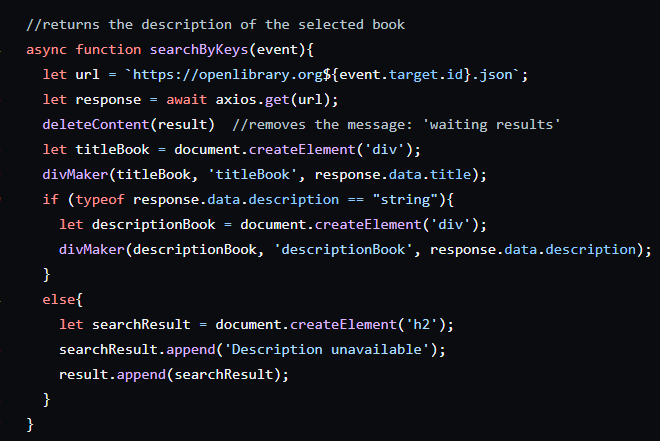 //returns the description of the selected book
async function searchByKeys(event){
  let url = `https://openlibrary.org${event.target.id}.json`;
  let response = await axios.get(url);
  deleteContent(result)  //removes the message: 'waiting results'
  let titleBook = document.createElement('div');
  divMaker(titleBook, 'titleBook', response.data.title);
  if (typeof response.data.description == "string"){
    let descriptionBook = document.createElement('div');
    divMaker(descriptionBook, 'descriptionBook', response.data.description);
  }
  else{
    let searchResult = document.createElement('h2');
    searchResult.append('Description unavailable');
    result.append(searchResult);
  }
}